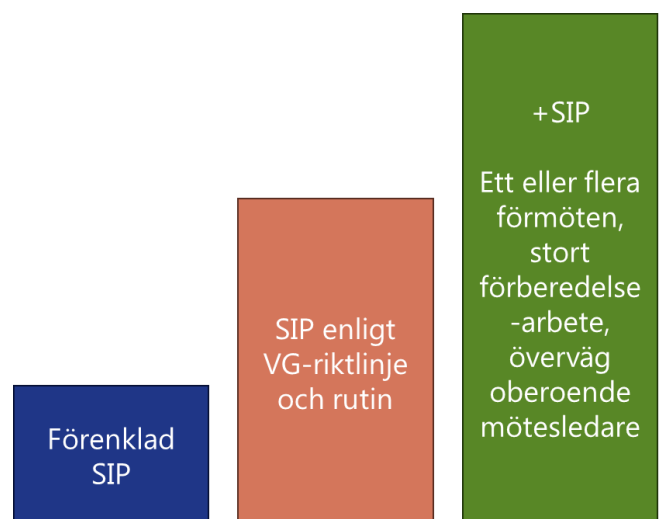 Förenklad
SIP
SIP enligt
VG-riktlinje
och rutin
+SIP
Ett eller flera
förmöten,
stort
förberedelse
-arbete,
överväg
oberoende
mötesledare